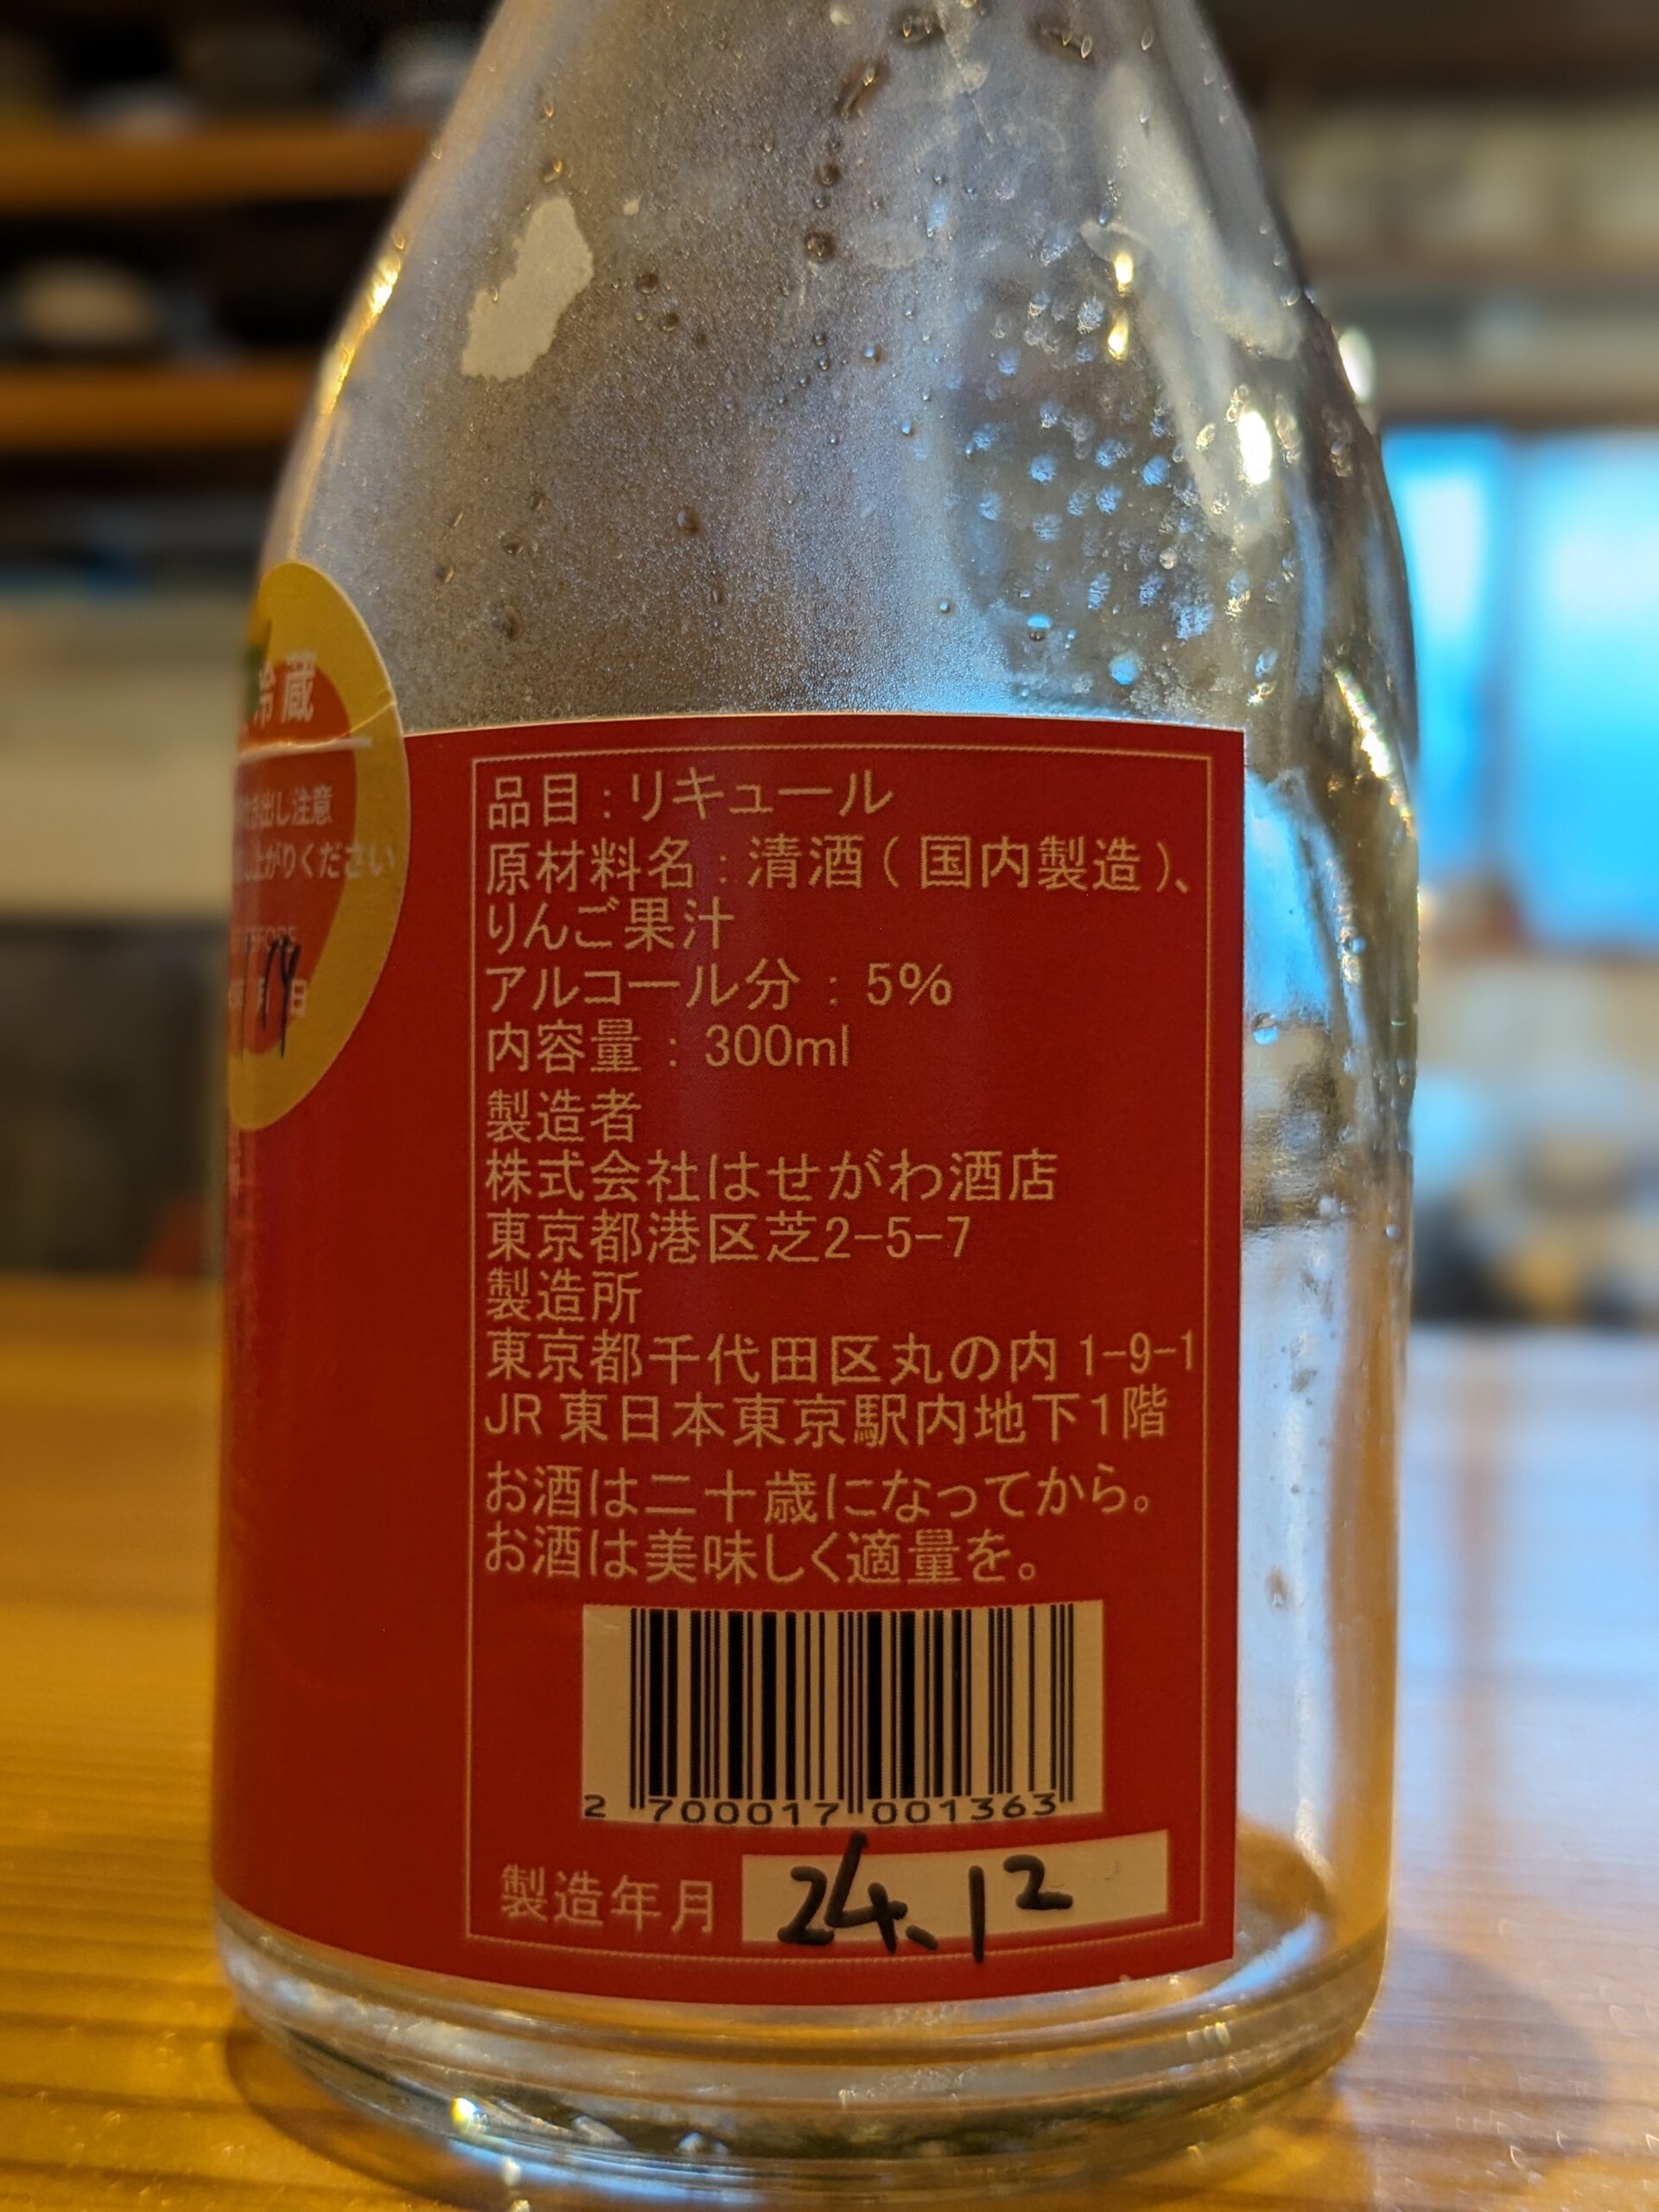 冷蔵
き出し注意
し上がりください
日
品目：リキュール
原材料名：清酒（国内製造）、
りんご果汁
アルコール分：5%
内容量：300ml
製造者
株式会社はせがわ酒店
東京都港区芝2-5-7
製造所
東京都千代田区丸の内1-9-1
JR東日本東京駅内地下1階
お酒は二十歳になってから。
お酒は美味しく適量を。
2 700017 001363
製造年月 24.12